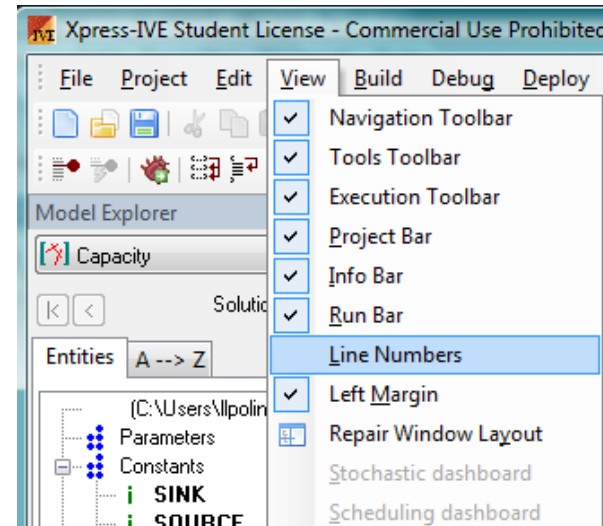 IVE Xpress-IVE Student License - Commercial Use Prohibited
File Project Edit View Build Debug Deploy
Navigation Toolbar
Tools Toolbar
Execution Toolbar
Model Explorer
Project Bar
Capacity
Info Bar
Run Bar
Line Numbers
Entities A --> Z
Left Margin
(C:\Users\llpolin
Repair Window Layout
Parameters
Constants
Stochastic dashboard
SINK
Scheduling dashboard
SOURCE